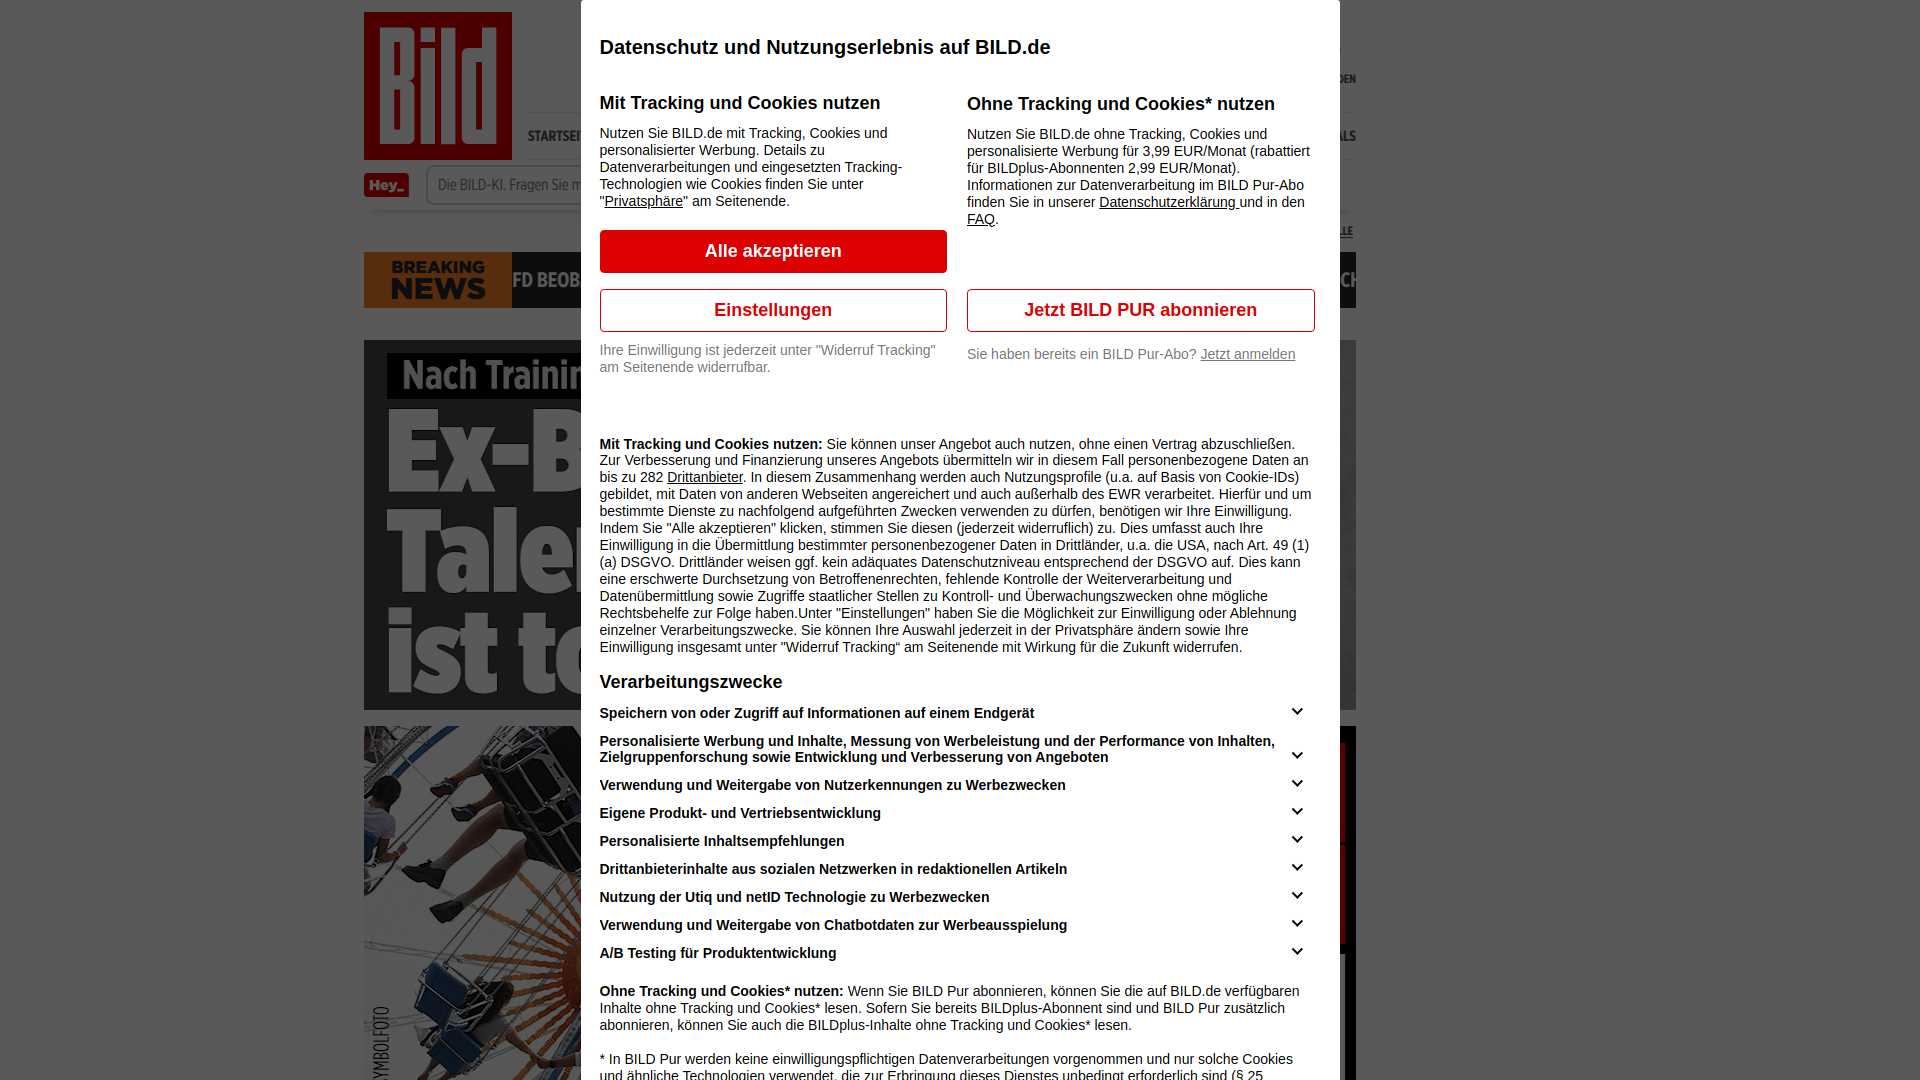 Bild
Datenschutz und Nutzungserlebnis auf BILD.de
Mit Tracking und Cookies nutzen
Nutzen Sie BILD.de mit Tracking, Cookies und
personalisierter Werbung. Details zu
Datenverarbeitungen und eingesetzten Tracking-
Technologien wie Cookies finden Sie unter
"Privatsphäre" am Seitenende.
Alle akzeptieren
Einstellungen
Ihre Einwilligung ist jederzeit unter "Widerruf Tracking"
am Seitenende widerrufbar.
Ohne Tracking und Cookies* nutzen
Nutzen Sie BILD.de ohne Tracking, Cookies und
personalisierte Werbung für 3,99 EUR/Monat (rabattiert
für BILDplus-Abonnenten 2,99 EUR/Monat).
Informationen zur Datenverarbeitung im BILD Pur-Abo
finden Sie in unserer Datenschutzerklärung und in den
FAQ.
Jetzt BILD PUR abonnieren
Sie haben bereits ein BILD Pur-Abo? Jetzt anmelden
Mit Tracking und Cookies nutzen: Sie können unser Angebot auch nutzen, ohne einen Vertrag abzuschließen.
Zur Verbesserung und Finanzierung unseres Angebots übermitteln wir in diesem Fall personenbezogene Daten an
bis zu 282 Drittanbieter. In diesem Zusammenhang werden auch Nutzungsprofile (u.a. auf Basis von Cookie-IDs)
gebildet, mit Daten von anderen Webseiten angereichert und auch außerhalb des EWR verarbeitet. Hierfür und um
bestimmte Dienste zu nachfolgend aufgeführten Zwecken verwenden zu dürfen, benötigen wir Ihre Einwilligung.
Indem Sie "Alle akzeptieren" klicken, stimmen Sie diesen (jederzeit widerruflich) zu. Dies umfasst auch Ihre
Einwilligung in die Übermittlung bestimmter personenbezogener Daten in Drittländer, u.a. die USA, nach Art. 49 (1)
(a) DSGVO. Drittländer weisen ggf. kein adäquates Datenschutzniveau entsprechend der DSGVO auf. Dies kann
eine erschwerte Durchsetzung von Betroffenenrechten, fehlende Kontrolle der Weiterverarbeitung und
Datenübermittlung sowie Zugriffe staatlicher Stellen zu Kontroll- und Überwachungszwecken ohne mögliche
Rechtsbehelfe zur Folge haben.Unter "Einstellungen" haben Sie die Möglichkeit zur Einwilligung oder Ablehnung
einzelner Verarbeitungszwecke. Sie können Ihre Auswahl jederzeit in der Privatsphäre ändern sowie Ihre
Einwilligung insgesamt unter "Widerruf Tracking“ am Seitenende mit Wirkung für die Zukunft widerrufen.
Verarbeitungszwecke
Speichern von oder Zugriff auf Informationen auf einem Endgerät
Personalisierte Werbung und Inhalte, Messung von Werbeleistung und der Performance von Inhalten,
Zielgruppenforschung sowie Entwicklung und Verbesserung von Angeboten
Verwendung und Weitergabe von Nutzerkennungen zu Werbezwecken
Eigene Produkt- und Vertriebsentwicklung
Personalisierte Inhaltsempfehlungen
Drittanbieterinhalte aus sozialen Netzwerken in redaktionellen Artikeln
Nutzung der Utiq und netID Technologie zu Werbezwecken
Verwendung und Weitergabe von Chatbotdaten zur Werbeausspielung
A/B Testing für Produktentwicklung
Ohne Tracking und Cookies* nutzen: Wenn Sie BILD Pur abonnieren, können Sie die auf BILD.de verfügbaren
Inhalte ohne Tracking und Cookies* lesen. Sofern Sie bereits BILDplus-Abonnent sind und BILD Pur zusätzlich
abonnieren, können Sie auch die BILDplus-Inhalte ohne Tracking und Cookies* lesen.
* In BILD Pur werden keine einwilligungspflichtigen Datenverarbeitungen vorgenommen und nur solche Cookies
und ähnliche Technologien verwendet, die zur Erbringung dieses Dienstes unbedingt erforderlich sind (§ 25
DEN
STARTSEI
ALS
Hey_
Die BILD-KI. Fragen Sie m
LLE
BREAKING
NEWS
FD BEOB
CH
Nach Trainin
Ex-B
Tale
ist to
YMBOLFOTO